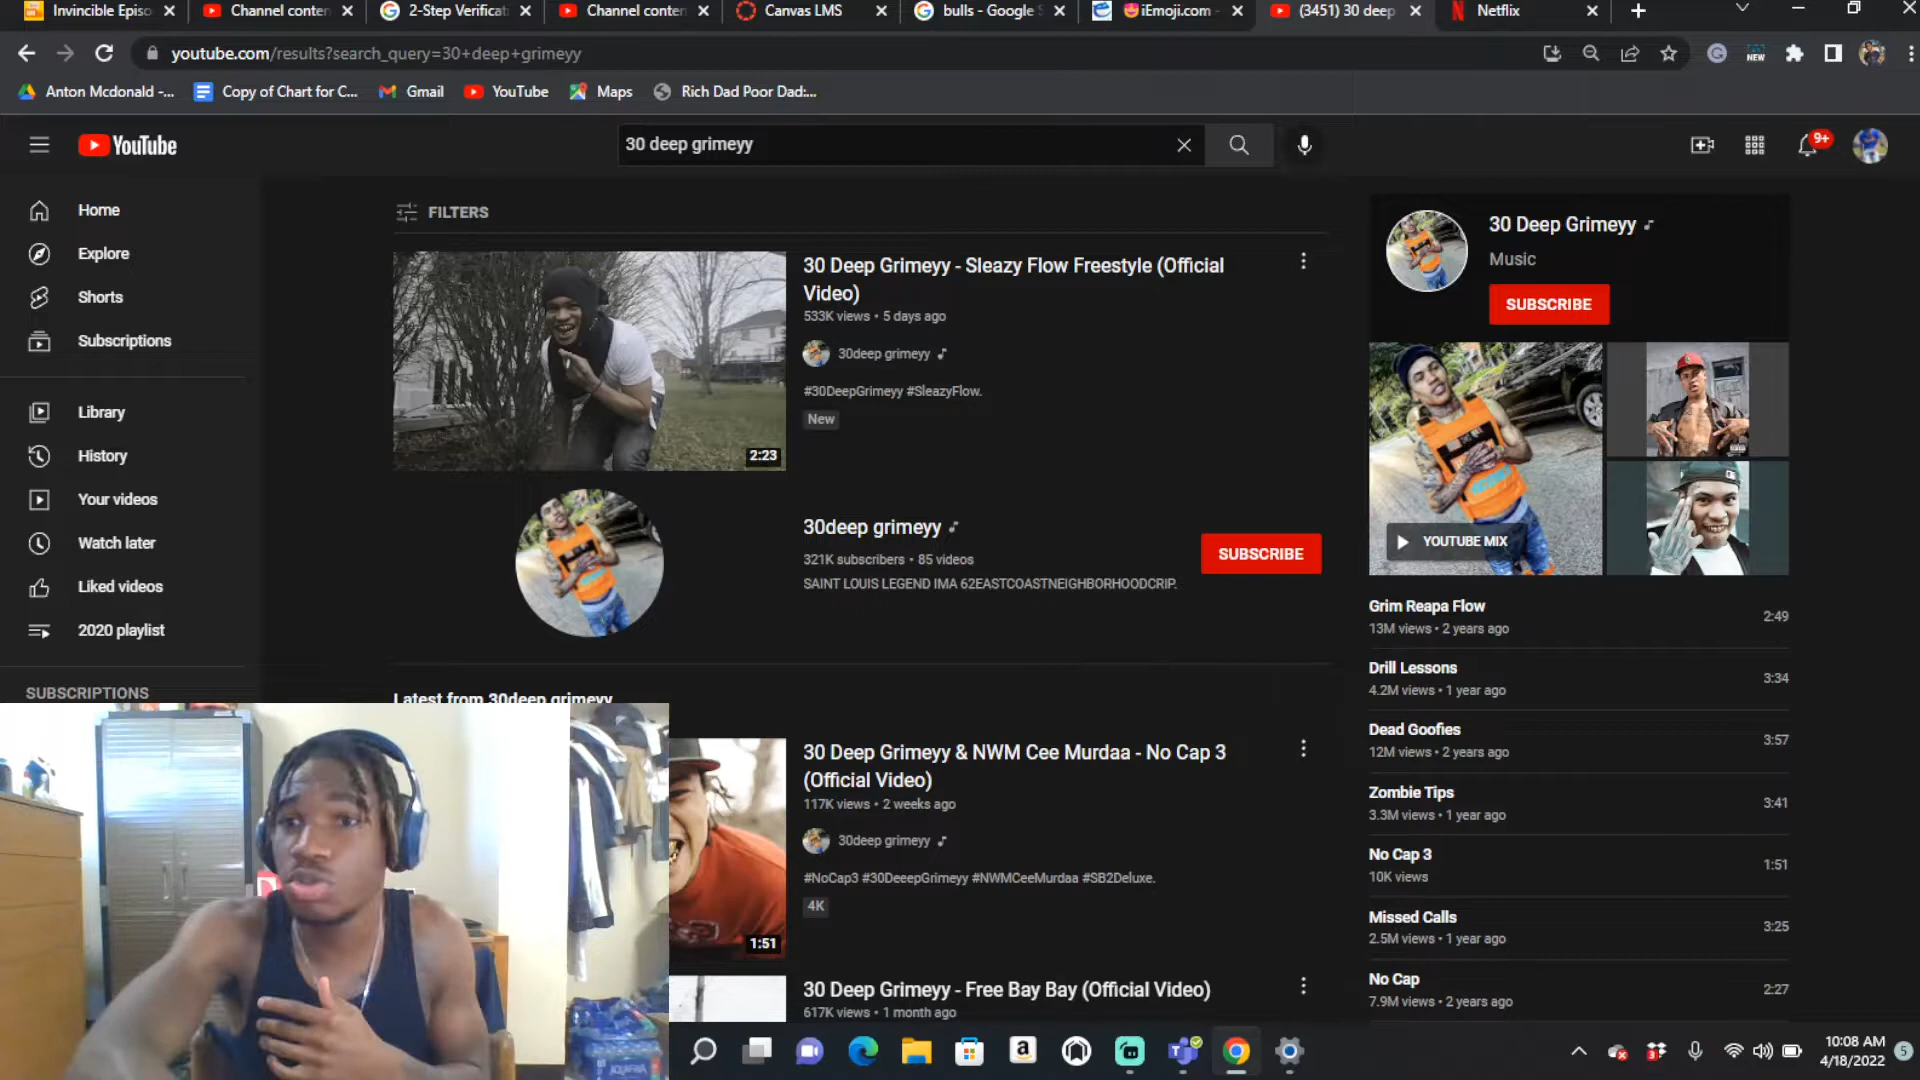 Invincible Episo
Channel conten
2-Step Verificat
Channel conten
Canvas LMS
bulls - Google S
iEmoji.com -
(3451) 30 deep
Netflix
youtube.com/results?search_query=30+deep+grimeyy
NEW
Anton Mcdonald -...
Copy of Chart for C...
Gmail
YouTube
Maps
Rich Dad Poor Dad:...
YouTube
30 deep grimeyy
9+
Home
Explore
Shorts
Subscriptions
Library
History
Your videos
Watch later
Liked videos
2020 playlist
SUBSCRIPTIONS
FILTERS
30 Deep Grimeyy - Sleazy Flow Freestyle (Official
Video)
533K views • 5 days ago
30deep grimeyy
#30DeepGrimeyy #SleazyFlow.
New
2:23
30deep grimeyy
321K subscribers • 85 videos
SAINT LOUIS LEGEND IMA 62EASTCOASTNEIGHBORHOODCRIP.
SUBSCRIBE
Latest from 30deep grimeyy
30 Deep Grimeyy & NWM Cee Murdaa - No Cap 3
(Official Video)
117K views • 2 weeks ago
30deep grimeyy
#NoCap3 #30DeeepGrimeyy #NWMCeeMurdaa #SB2Deluxe.
4K
1:51
30 Deep Grimeyy - Free Bay Bay (Official Video)
617K views • 1 month ago
30 Deep Grimeyy
Music
SUBSCRIBE
YOUTUBE MIX
Grim Reapa Flow
13M views • 2 years ago
2:49
Drill Lessons
4.2M views • 1 year ago
3:34
Dead Goofies
12M views • 2 years ago
3:57
Zombie Tips
3.3M views • 1 year ago
3:41
No Cap 3
10K views
1:51
Missed Calls
2.5M views • 1 year ago
3:25
No Cap
7.9M views • 2 years ago
2:27
10:08 AM
4/18/2022
5